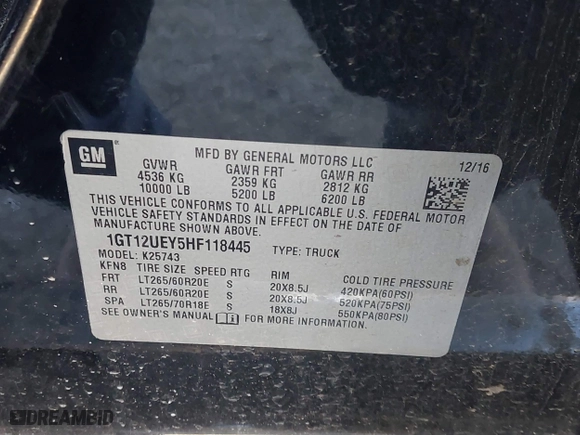 GM
MFD BY GENERAL MOTORS LLC
12/16
GVWR GAWR FRT GAWR RR
4536 KG 2359 KG 2812 KG
10000 LB 5200 LB 6200 LB
THIS VEHICLE CONFORMS TO ALL APPLICABLE U.S. FEDERAL MOTOR
VEHICLE SAFETY STANDARDS IN EFFECT ON THE DATE OF
MANUFACTURE SHOWN ABOVE.
1GT12UEY5HF118445 TYPE: TRUCK
MODEL: K25743
KFN8 TIRE SIZE SPEED RTG RIM COLD TIRE PRESSURE
FRT LT265/60R20E S 20X8.5J 420KPA(60PSI)
RR LT265/60R20E S 20X8.5J 520KPA(75PSI)
SPA LT265/70R18E S 18X8J 550KPA(80PSI)
SEE OWNER'S MANUAL FOR MORE INFORMATION.
DREAMBID